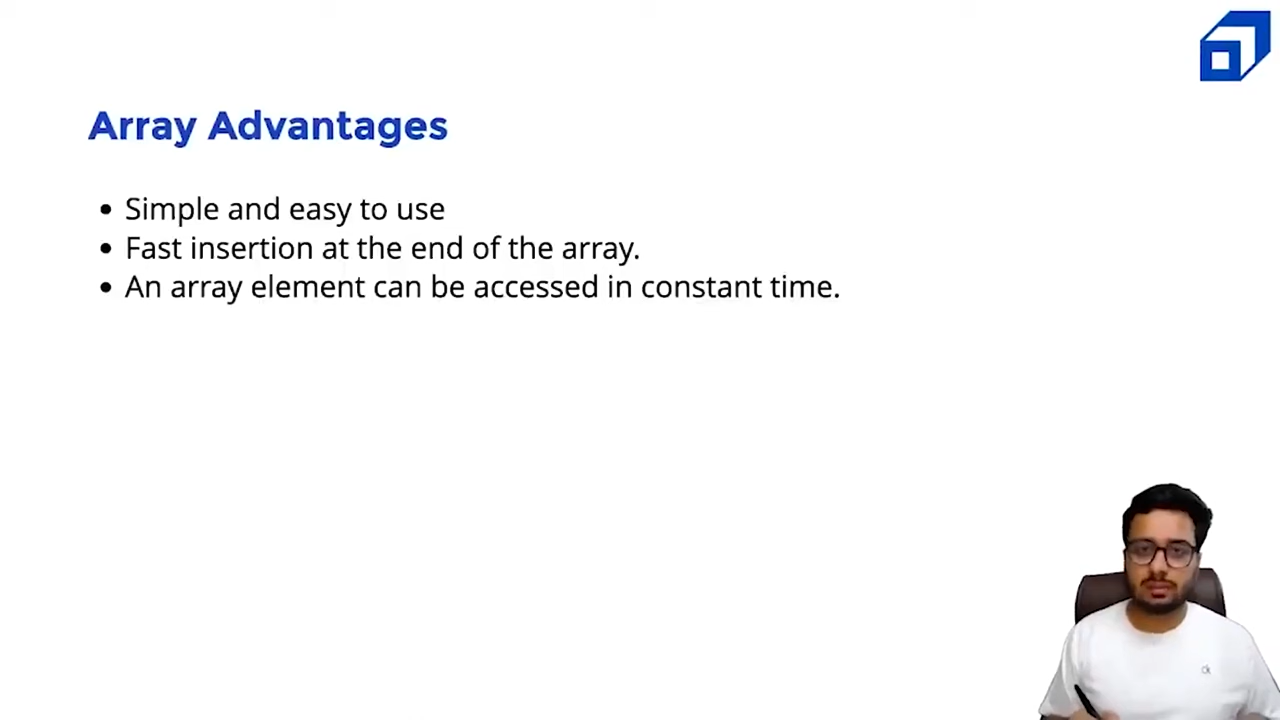 Array Advantages
• Simple and easy to use
• Fast insertion at the end of the array.
• An array element can be accessed in constant time.